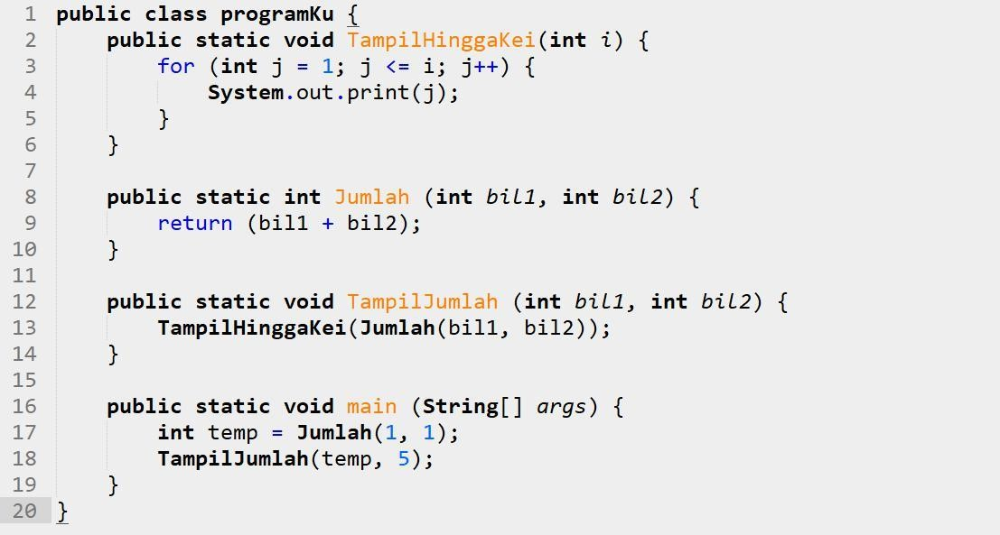 1 public class programKu {
2     public static void TampilHinggaKei(int i) {
3         for (int j = 1; j <= i; j++) {
4             System.out.print(j);
5         }
6     }
7
8     public static int Jumlah (int bil1, int bil2) {
9         return (bil1 + bil2);
10     }
11
12     public static void TampilJumlah (int bil1, int bil2) {
13         TampilHinggaKei(Jumlah(bil1, bil2));
14     }
15
16     public static void main (String[] args) {
17         int temp = Jumlah(1, 1);
18         TampilJumlah(temp, 5);
19     }
20 }